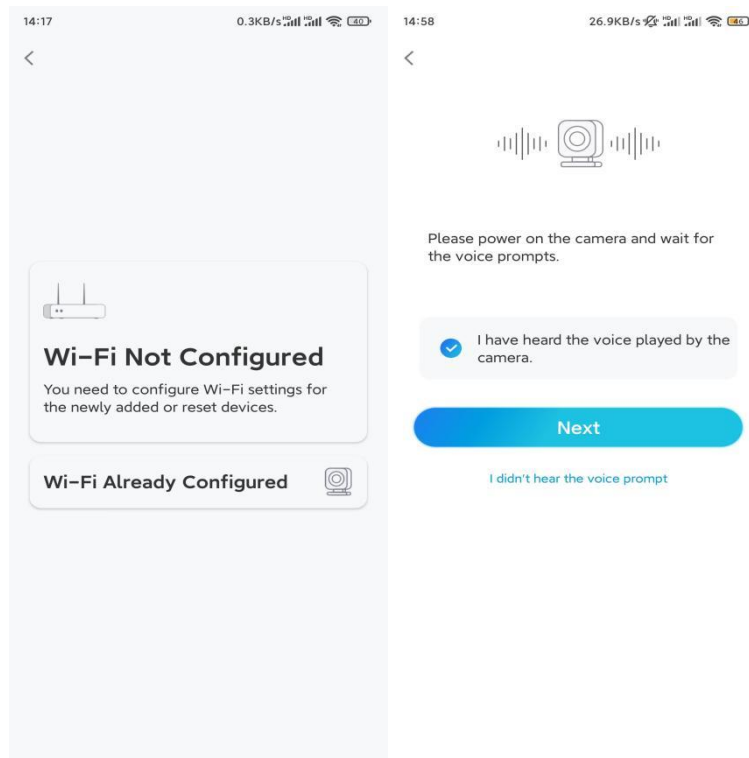 14:17
0.3KB/s
40
Wi-Fi Not Configured
You need to configure Wi-Fi settings for
the newly added or reset devices.
Wi-Fi Already Configured
14:58
26.9KB/s
46
Please power on the camera and wait for
the voice prompts.
I have heard the voice played by the
camera.
Next
I didn't hear the voice prompt